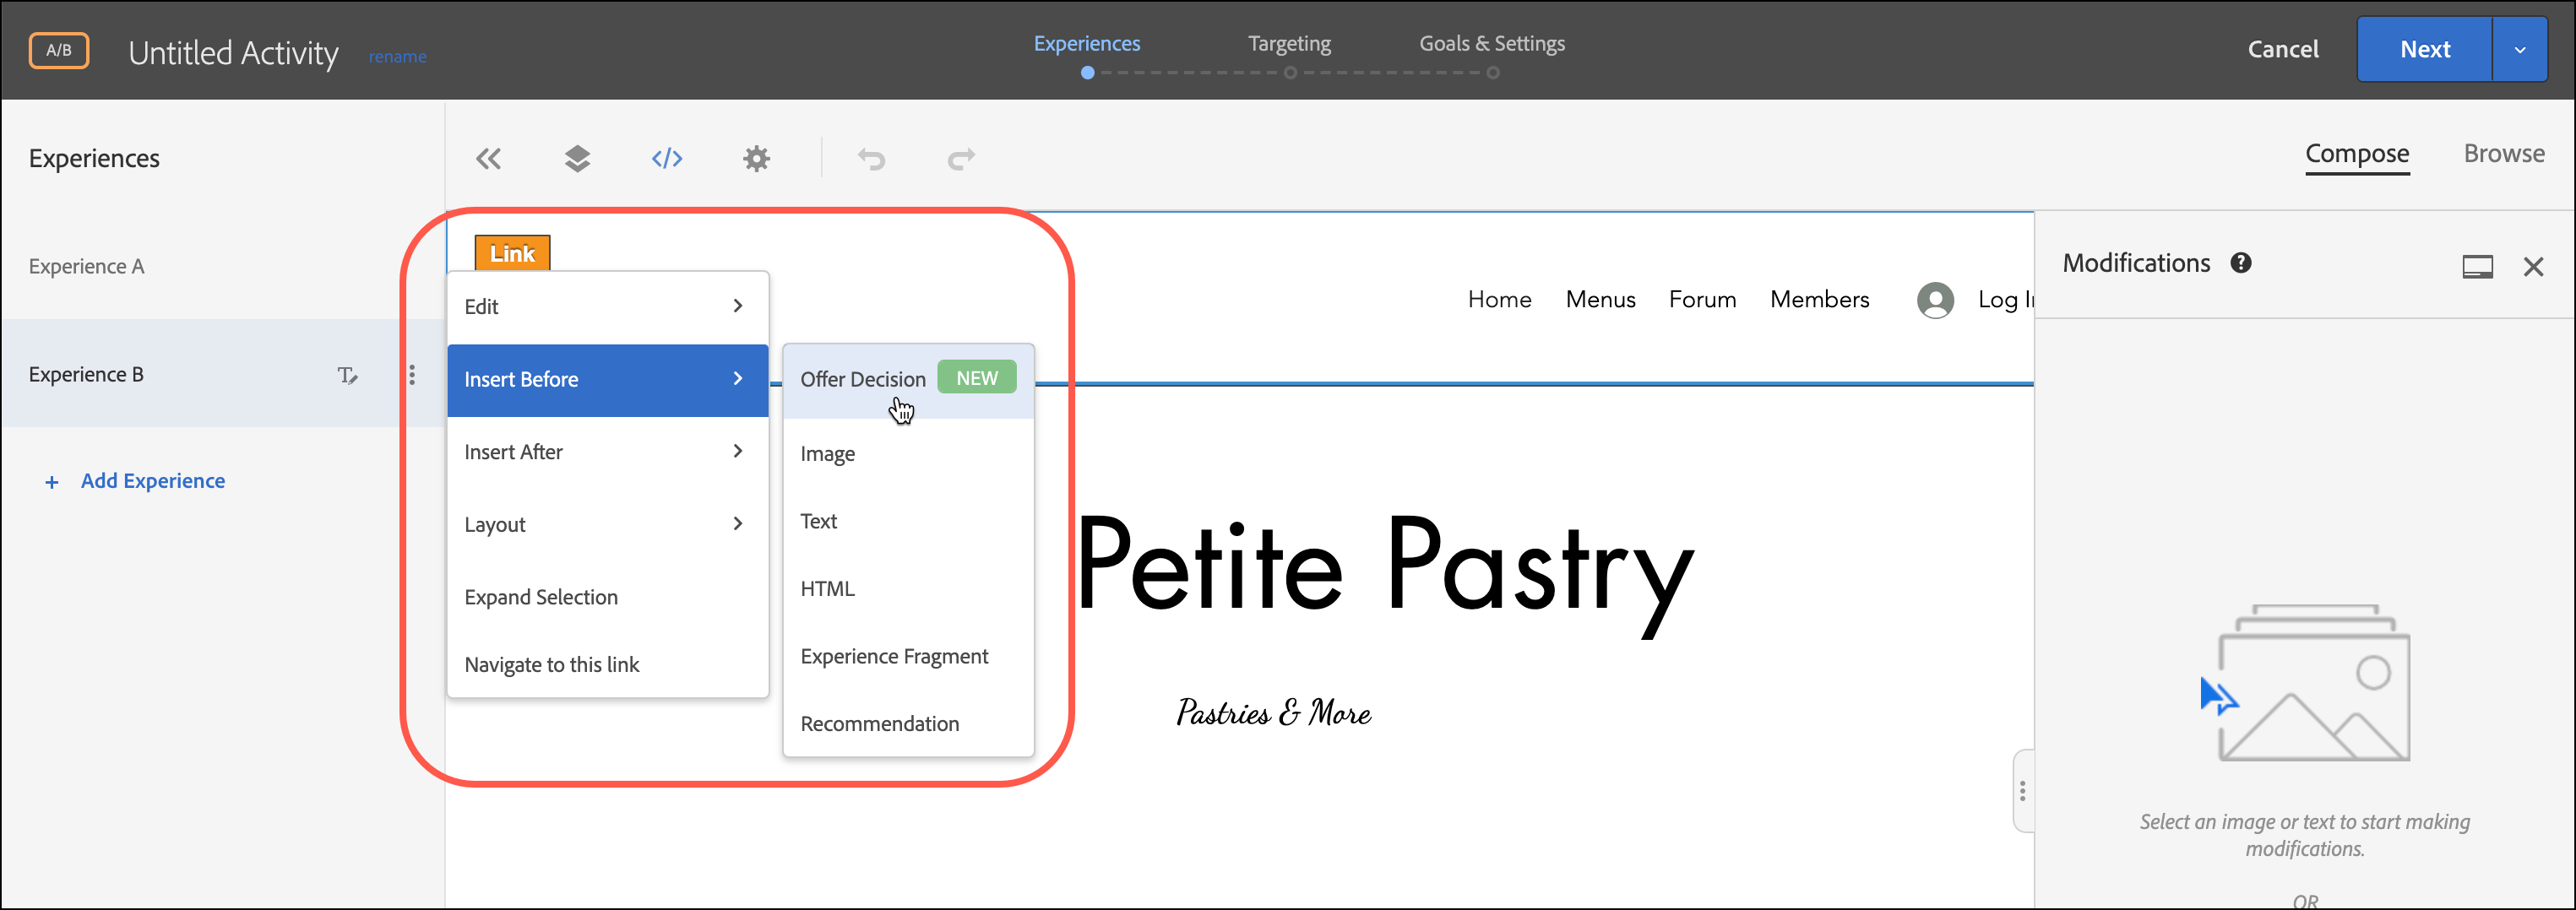 A/B Untitled Activity rename Experiences Targeting Goals & Settings Cancel Next
Experiences
Compose Browse
Experience A
Experience B
+ Add Experience
Link
Edit
Insert Before
Insert After
Layout
Expand Selection
Navigate to this link
Offer Decision NEW
Image
Text
HTML
Experience Fragment
Recommendation
Home Menus Forum Members Log I
Petite Pastry
Pastries & More
Modifications
Select an image or text to start making
modifications.
OR